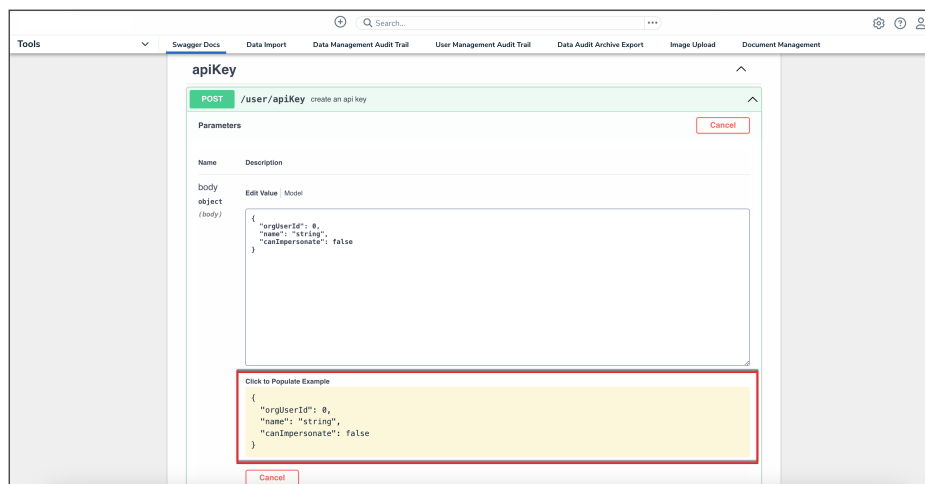 Search...
Tools
Swagger Docs Data Import Data Management Audit Trail User Management Audit Trail Data Audit Archive Export Image Upload Document Management
apiKey
POST /user/apiKey create an api key
Parameters Cancel
Name Description
body
object
(body)
Edit Value | Model
{
"orgUserId": 0,
"name": "string",
"canImpersonate": false
}
Click to Populate Example
{
"orgUserId": 0,
"name": "string",
"canImpersonate": false
}
Cancel